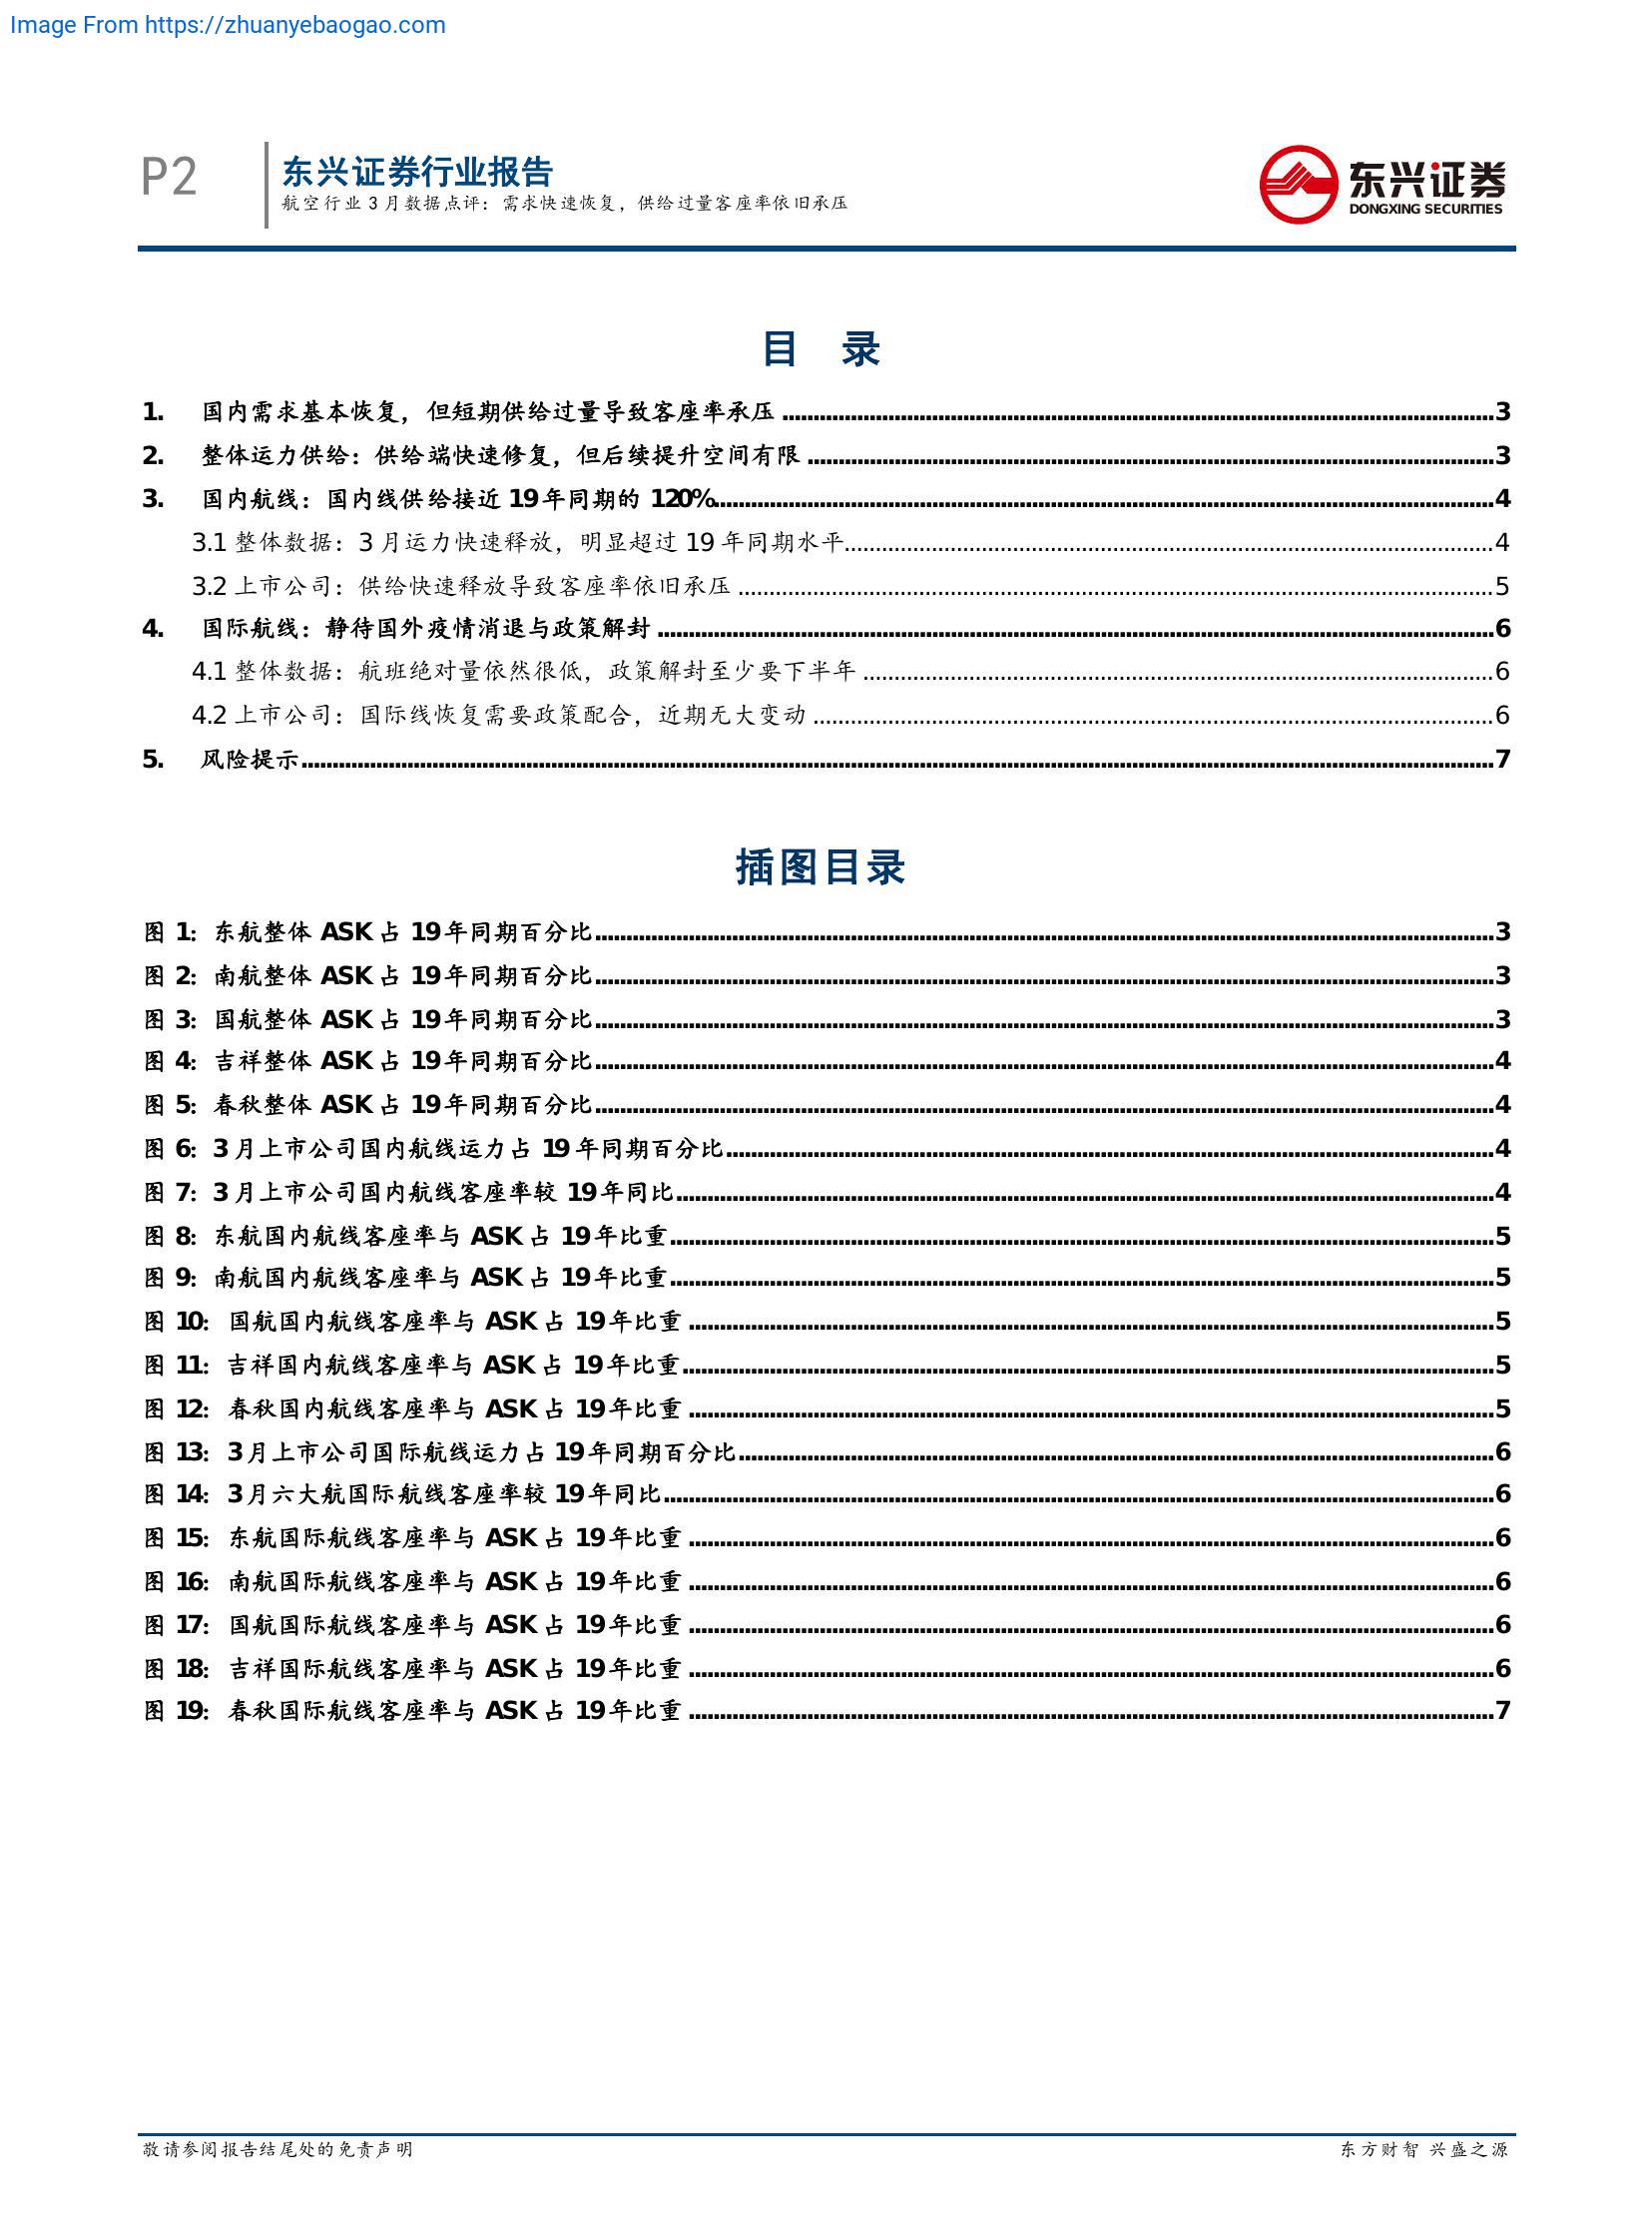 Image From https://zhuanyebaogao.com
P2
东兴证券行业报告
航空行业 3 月数据点评：需求快速恢复，供给过量客座率依旧承压
东兴证券
DONGXING SECURITIES
目 录
1. 国内需求基本恢复，但短期供给过量导致客座率承压 3
2. 整体运力供给：供给端快速修复，但后续提升空间有限 3
3. 国内航线：国内线供给接近 19 年同期的 120% 4
3.1 整体数据：3 月运力快速释放，明显超过 19 年同期水平 4
3.2 上市公司：供给快速释放导致客座率依旧承压 5
4. 国际航线：静待国外疫情消退与政策解封 6
4.1 整体数据：航班绝对量依然很低，政策解封至少要下半年 6
4.2 上市公司：国际线恢复需要政策配合，近期无大变动 6
5. 风险提示 7
插图目录
图 1：东航整体 ASK 占 19 年同期百分比 3
图 2：南航整体 ASK 占 19 年同期百分比 3
图 3：国航整体 ASK 占 19 年同期百分比 3
图 4：吉祥整体 ASK 占 19 年同期百分比 4
图 5：春秋整体 ASK 占 19 年同期百分比 4
图 6：3 月上市公司国内航线运力占 19 年同期百分比 4
图 7：3 月上市公司国内航线客座率较 19 年同比 4
图 8：东航国内航线客座率与 ASK 占 19 年比重 5
图 9：南航国内航线客座率与 ASK 占 19 年比重 5
图 10：国航国内航线客座率与 ASK 占 19 年比重 5
图 11：吉祥国内航线客座率与 ASK 占 19 年比重 5
图 12：春秋国内航线客座率与 ASK 占 19 年比重 5
图 13：3 月上市公司国际航线运力占 19 年同期百分比 6
图 14：3 月六大航国际航线客座率较 19 年同比 6
图 15：东航国际航线客座率与 ASK 占 19 年比重 6
图 16：南航国际航线客座率与 ASK 占 19 年比重 6
图 17：国航国际航线客座率与 ASK 占 19 年比重 6
图 18：吉祥国际航线客座率与 ASK 占 19 年比重 6
图 19：春秋国际航线客座率与 ASK 占 19 年比重 7
敬请参阅报告结尾处的免责声明
东方财智 兴盛之源